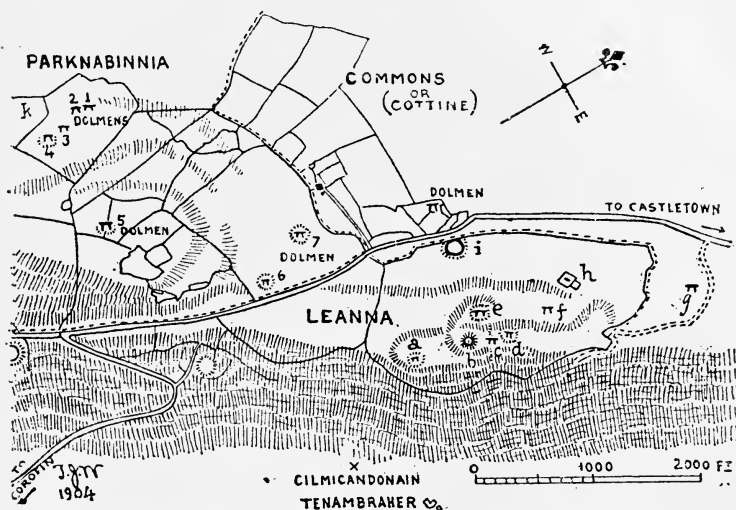 PARKNABINNIA
COMMONS
OR
(COTTINE)
N
E
k
2 1
DOLMENS
3
4
5 DOLMEN
7
DOLMEN
6
DOLMEN
TO CASTLETOWN
i
h
g
e
f
LEANNA
a
b
c
d
TO
COROFIN
T.J.W
1904
CILMICANDONAIN
TENAMBRAHER
0 1000 2000 FT